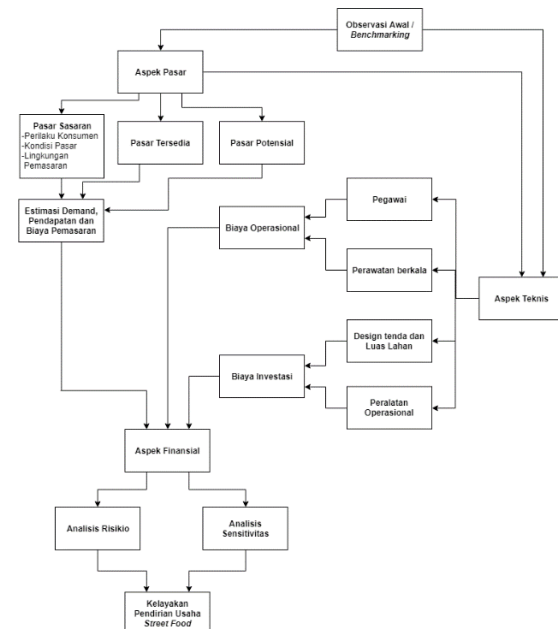 Observasi Awal /
Benchmarking
Aspek Pasar
Pasar Sasaran
-Perilaku Konsumen
-Kondisi Pasar
-Lingkungan
Pemasaran
Pasar Tersedia
Pasar Potensial
Estimasi Demand,
Pendapatan dan
Biaya Pemasaran
Biaya Operasional
Pegawai
Perawatan berkala
Aspek Teknis
Design tenda dan
Luas Lahan
Biaya Investasi
Peralatan
Operasional
Aspek Finansial
Analisis Risikio
Analisis
Sensitivitas
Kelayakan
Pendirian Usaha
Street Food